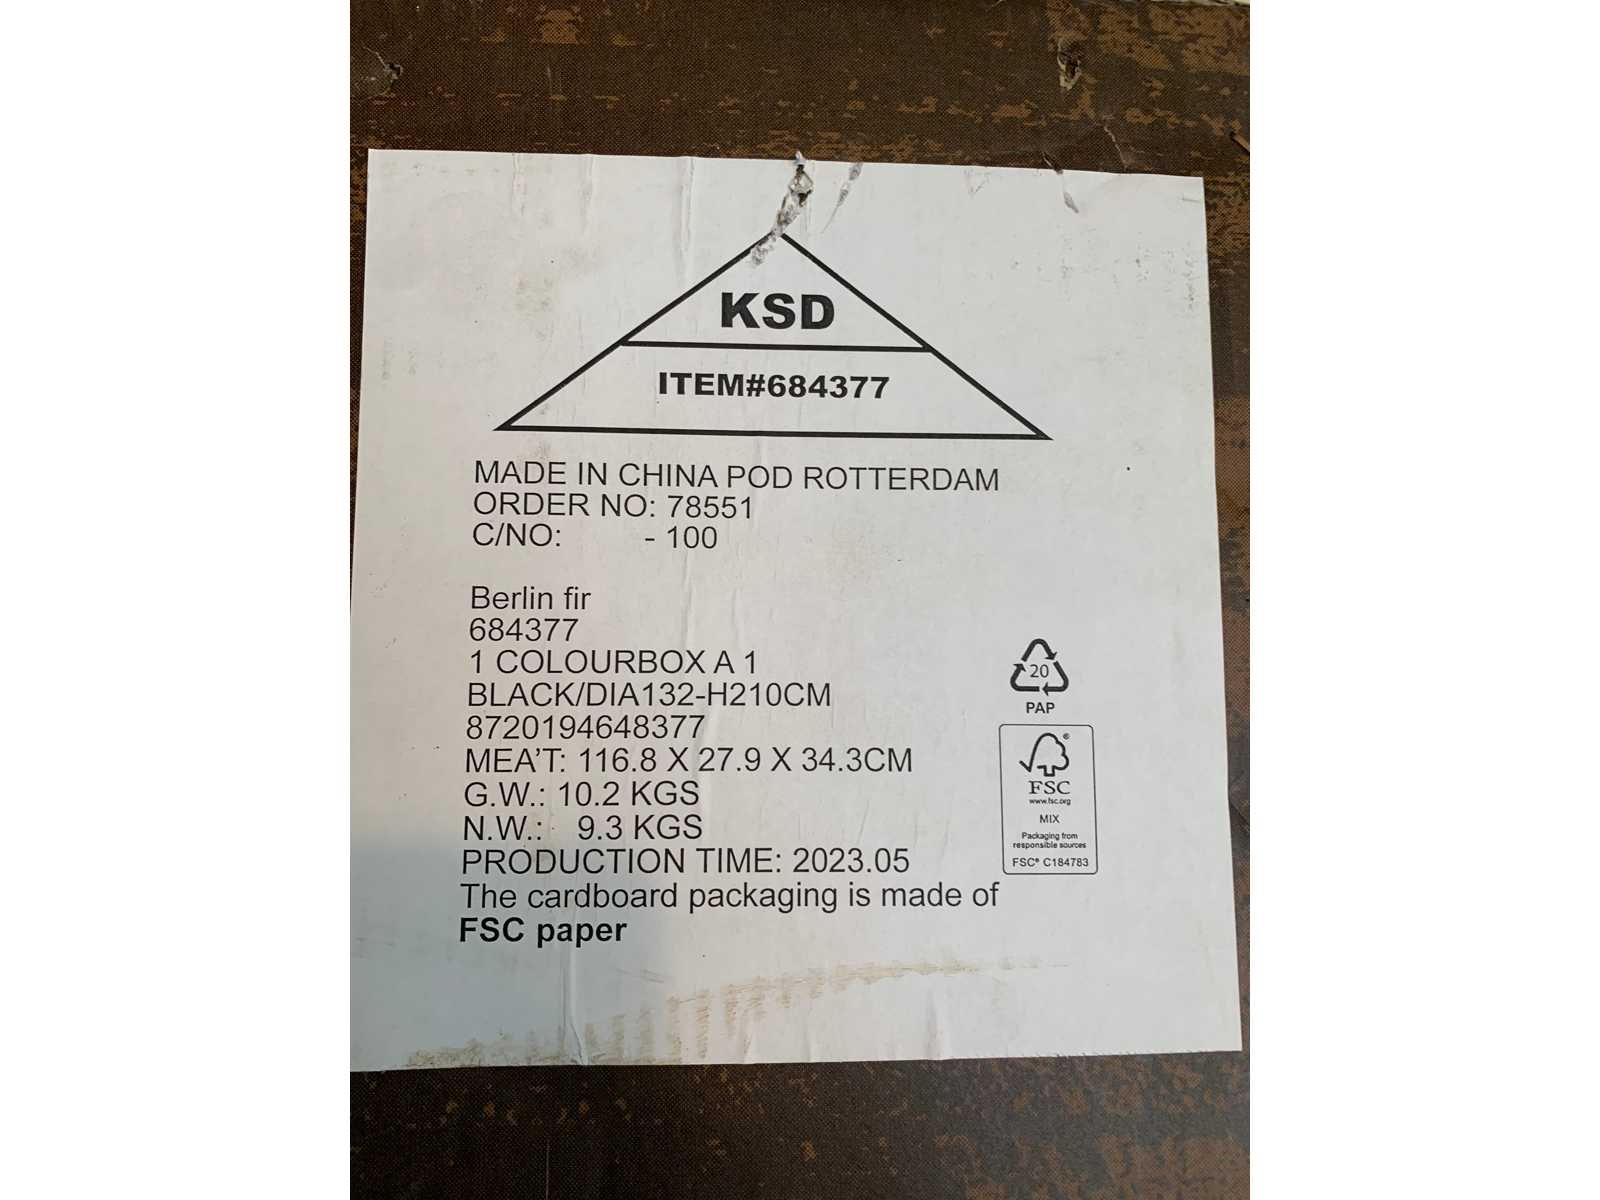 KSD
ITEM#684377
MADE IN CHINA POD ROTTERDAM
ORDER NO: 78551
C/NO: - 100
Berlin fir
684377
1 COLOURBOX A 1
BLACK/DIA132-H210CM
8720194648377
MEA'T: 116.8 X 27.9 X 34.3CM
G.W.: 10.2 KGS
N.W.: 9.3 KGS
PRODUCTION TIME: 2023.05
The cardboard packaging is made of
FSC paper
20
PAP
®
FSC
www.fsc.org
MIX
Packaging from
responsible sources
FSC® C184783